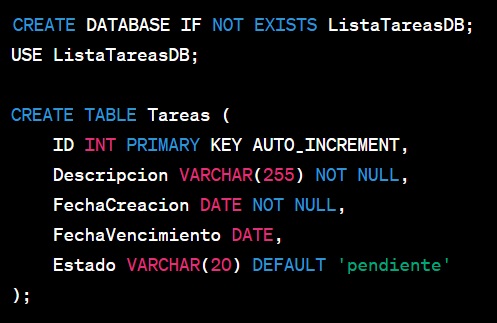 CREATE DATABASE IF NOT EXISTS ListaTareasDB;
USE ListaTareasDB;
CREATE TABLE Tareas (
ID INT PRIMARY KEY AUTO_INCREMENT,
Descripcion VARCHAR(255) NOT NULL,
FechaCreacion DATE NOT NULL,
FechaVencimiento DATE,
Estado VARCHAR(20) DEFAULT 'pendiente'
);